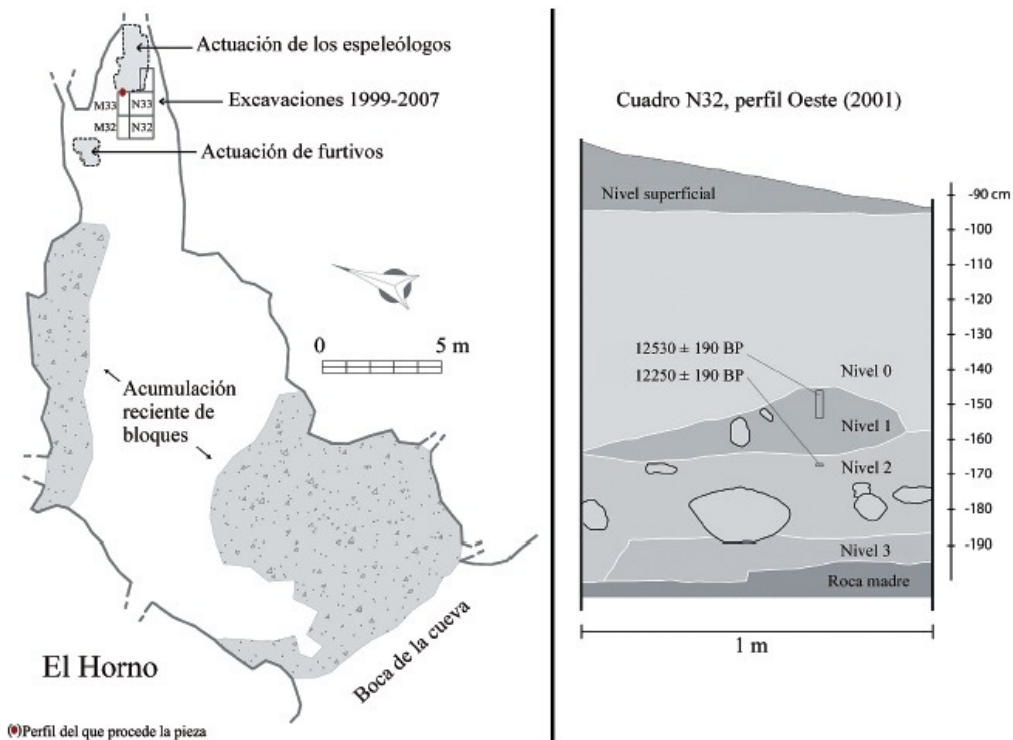 Actuación de los espeleólogos
M33
N33
Excavaciones 1999-2007
M32
N32
Actuación de furtivos
0
5 m
Acumulación
reciente de
bloques
Boca de la cueva
El Horno
(•)Perfil del que procede la pieza
Cuadro N32, perfil Oeste (2001)
Nivel superficial
-90 cm
-100
-110
-120
-130
12530 ± 190 BP
-140
12250 ± 190 BP
Nivel 0
-150
Nivel 1
-160
Nivel 2
-170
-180
-190
Nivel 3
Roca madre
1 m